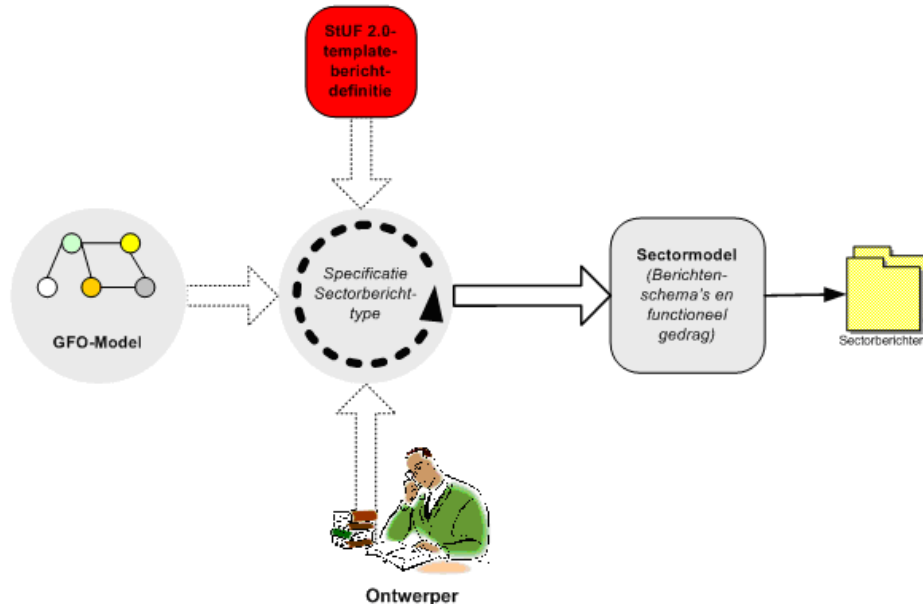 StUF 2.0-
template-
bericht-
definitie
GFO-Model
Specificatie
Sectorbericht-
type
Sectormodel
(Berichten-
schema's en
functioneel
gedrag)
Sectorberichten
Ontwerper